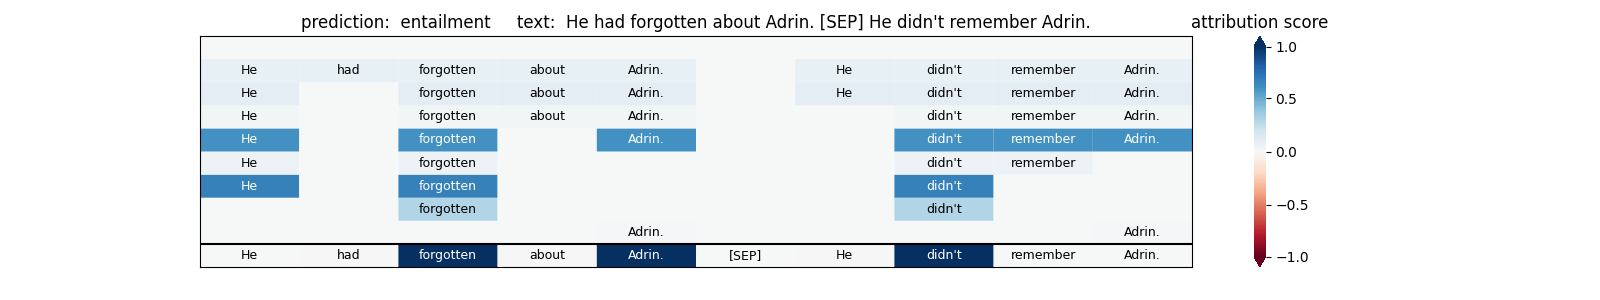 prediction:  entailment     text:  He had forgotten about Adrin. [SEP] He didn't remember Adrin.
attribution score
He had forgotten about Adrin. He didn't remember Adrin.
He forgotten about Adrin. He didn't remember Adrin.
He forgotten about Adrin. didn't remember Adrin.
He forgotten Adrin. didn't remember Adrin.
He forgotten didn't remember
He forgotten didn't
forgotten didn't
Adrin. Adrin.
He had forgotten about Adrin. [SEP] He didn't remember Adrin.
1.0
0.5
0.0
−0.5
−1.0